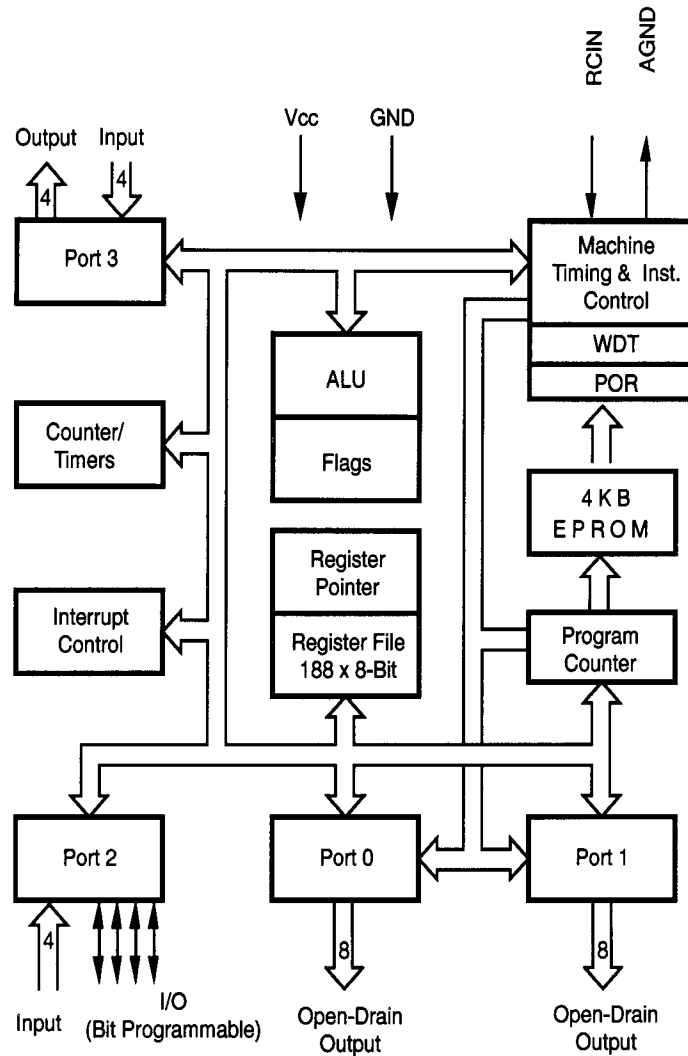 RCIN
AGND
Vcc
GND
Output
Input
4
4
Port 3
Machine
Timing & Inst.
Control
WDT
POR
ALU
Flags
Counter/
Timers
4 K B
E P R O M
Register
Pointer
Register File
188 x 8-Bit
Interrupt
Control
Program
Counter
Port 2
Port 0
Port 1
4
8
8
Input
I/O
(Bit Programmable)
Open-Drain
Output
Open-Drain
Output